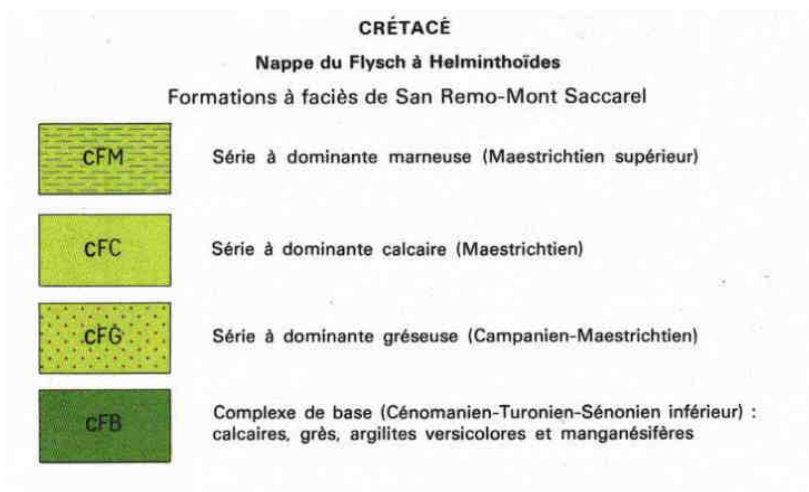 CRÉTACÉ
Nappe du Flysch à Helminthoïdes
Formations à faciès de San Remo-Mont Saccarel
CFM Série à dominante marneuse (Maestrichtien supérieur)
CFC Série à dominante calcaire (Maestrichtien)
CFG Série à dominante gréseuse (Campanien-Maestrichtien)
CFB Complexe de base (Cénomanien-Turonien-Sénonien inférieur) :
calcaires, grès, argilites versicolores et manganésifères